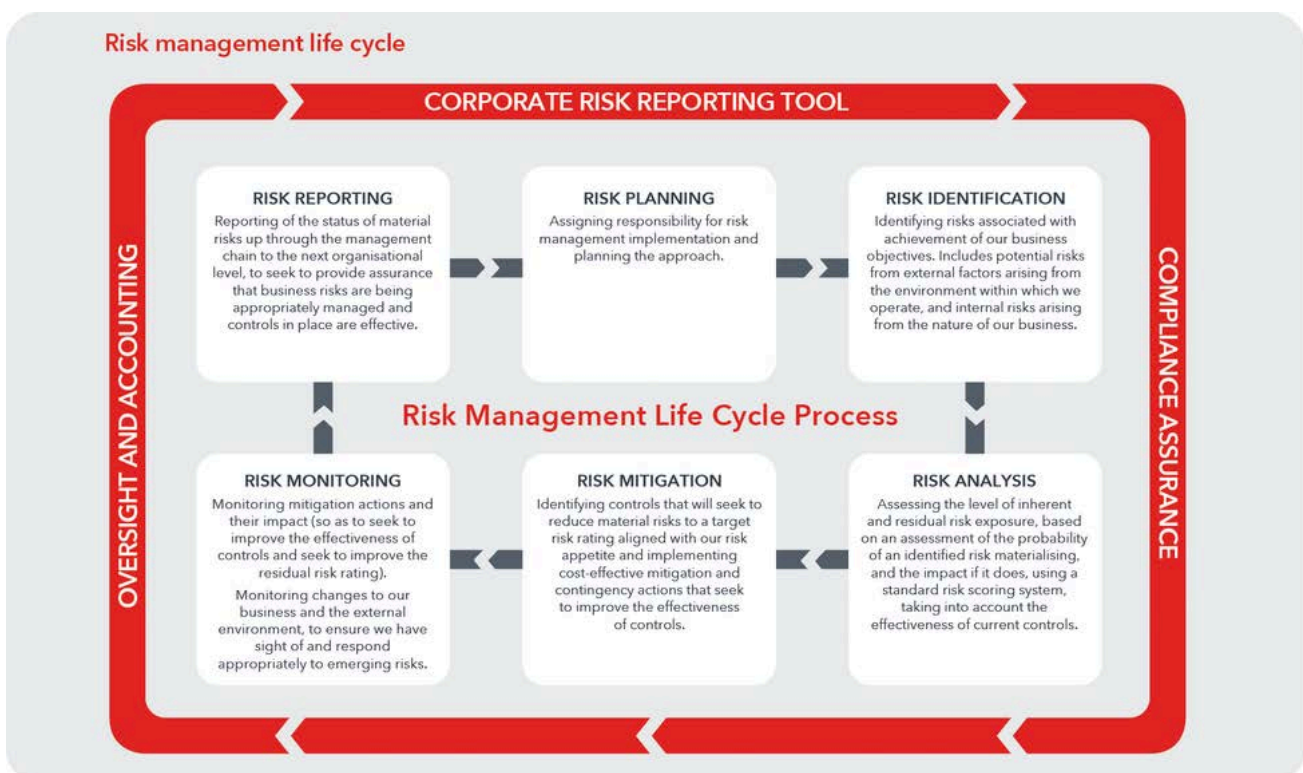 Risk management life cycle
CORPORATE RISK REPORTING TOOL
OVERSIGHT AND ACCOUNTING
COMPLIANCE ASSURANCE
RISK REPORTING
Reporting of the status of material
risks up through the management
chain to the next organisational
level, to seek to provide assurance
that business risks are being
appropriately managed and
controls in place are effective.
RISK PLANNING
Assigning responsibility for risk
management implementation and
planning the approach.
RISK IDENTIFICATION
Identifying risks associated with
achievement of our business
objectives. Includes potential risks
from external factors arising from
the environment within which we
operate, and internal risks arising
from the nature of our business.
Risk Management Life Cycle Process
RISK MONITORING
Monitoring mitigation actions and
their impact (so as to seek to
improve the effectiveness of
controls and seek to improve the
residual risk rating).
Monitoring changes to our
business and the external
environment, to ensure we have
sight of and respond
appropriately to emerging risks.
RISK MITIGATION
Identifying controls that will seek to
reduce material risks to a target
risk rating aligned with our risk
appetite and implementing
cost-effective mitigation and
contingency actions that seek
to improve the effectiveness
of controls.
RISK ANALYSIS
Assessing the level of inherent
and residual risk exposure, based
on an assessment of the probability
of an identified risk materialising,
and the impact if it does, using a
standard risk scoring system,
taking into account the
effectiveness of current controls.